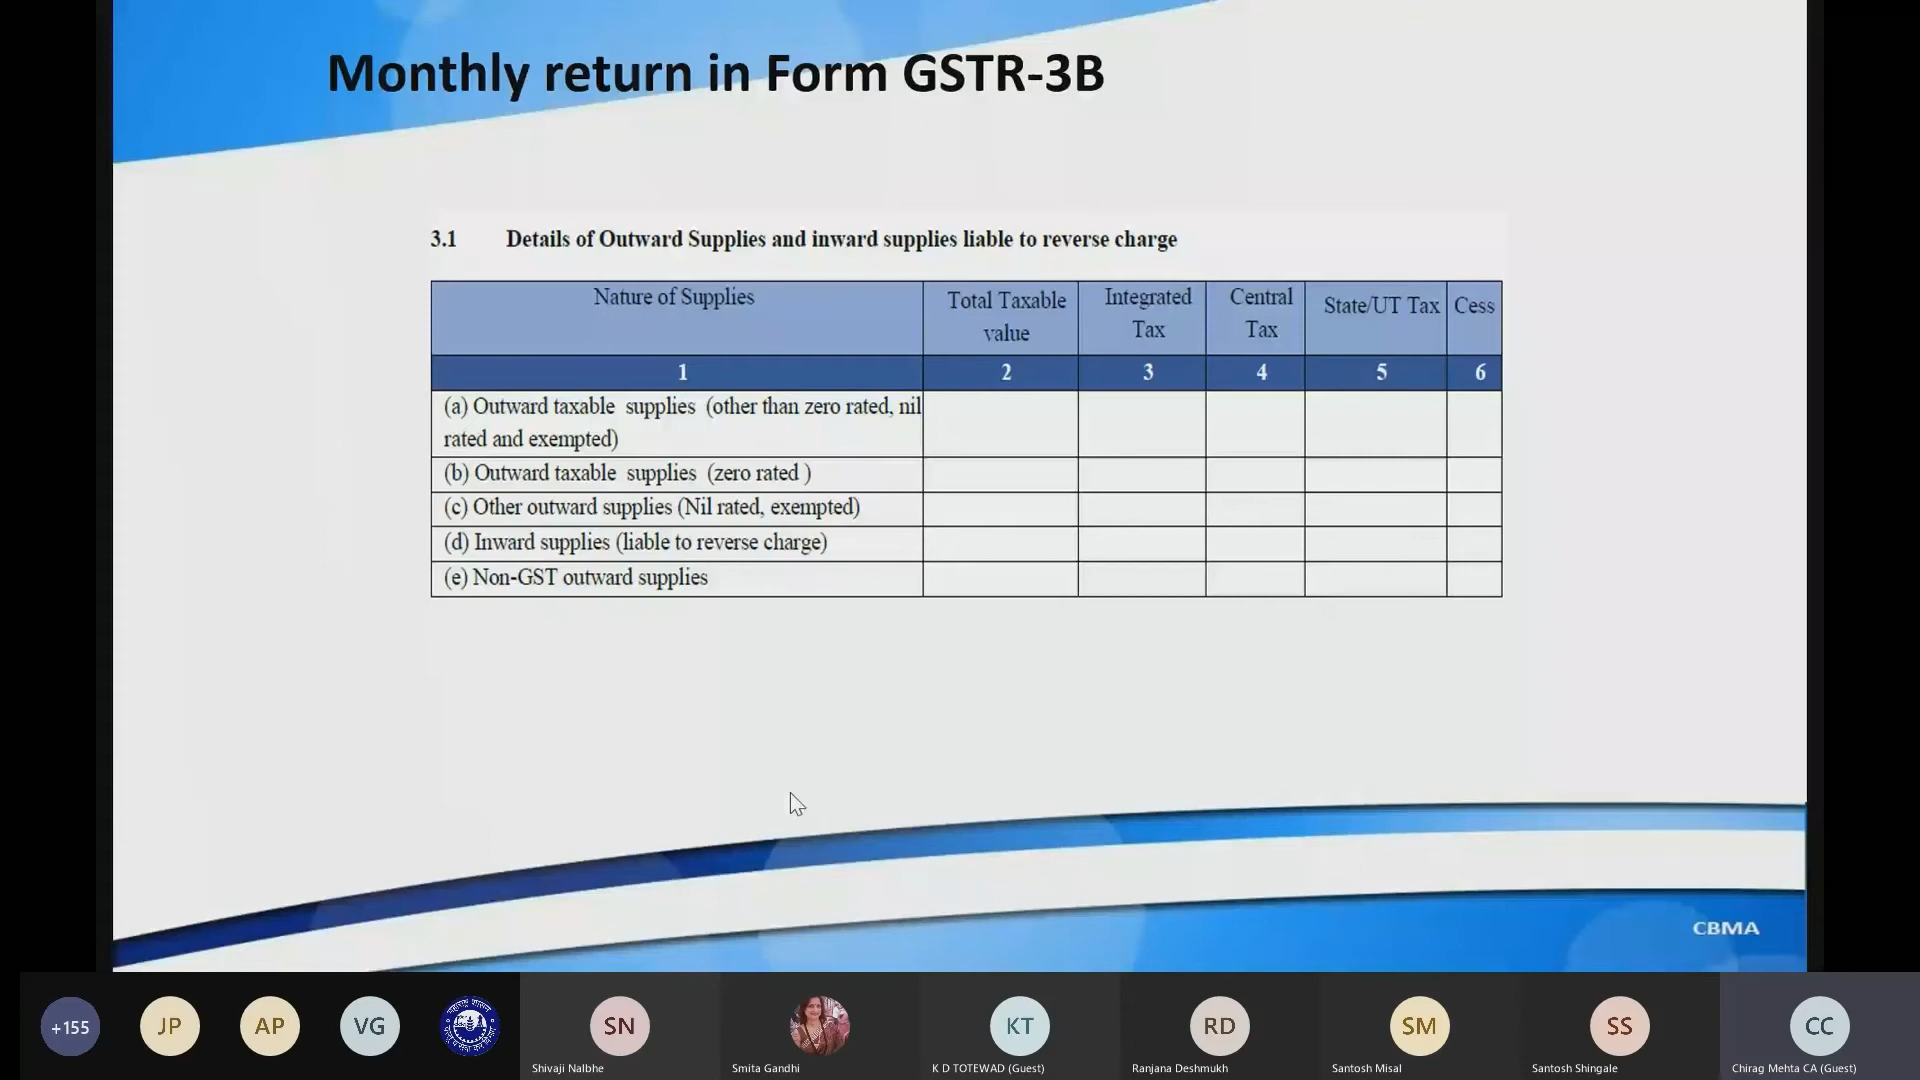 Monthly return in Form GSTR-3B
3.1 Details of Outward Supplies and inward supplies liable to reverse charge
Nature of Supplies
Total Taxable
value
Integrated
Tax
Central
Tax
State/UT Tax
Cess
1 2 3 4 5 6
(a) Outward taxable supplies (other than zero rated, nil
rated and exempted)
(b) Outward taxable supplies (zero rated )
(c) Other outward supplies (Nil rated, exempted)
(d) Inward supplies (liable to reverse charge)
(e) Non-GST outward supplies
CBMA
+155
JP
AP
VG
SN
KT
RD
SM
SS
CC
Shivaji Nalbhe
Smita Gandhi
K D TOTEWAD (Guest)
Ranjana Deshmukh
Santosh Misal
Santosh Shingale
Chirag Mehta CA (Guest)